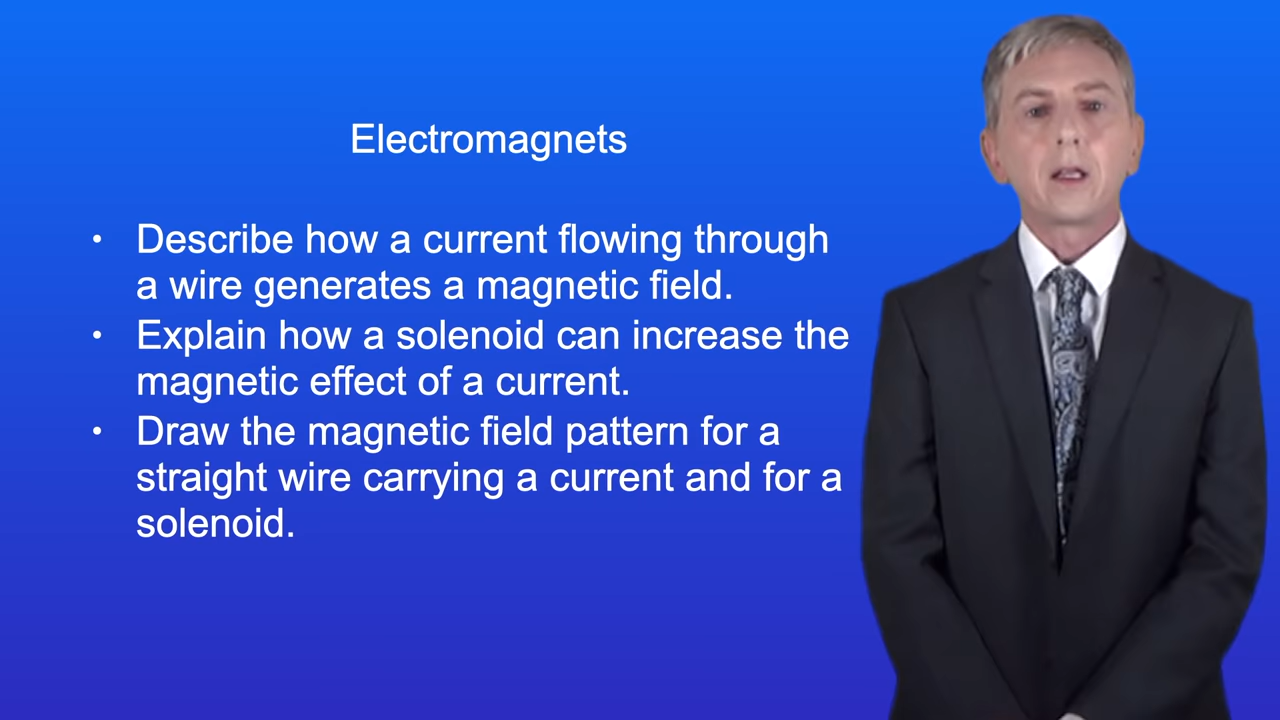 Electromagnets
• Describe how a current flowing through
a wire generates a magnetic field.
• Explain how a solenoid can increase the
magnetic effect of a current.
• Draw the magnetic field pattern for a
straight wire carrying a current and for a
solenoid.